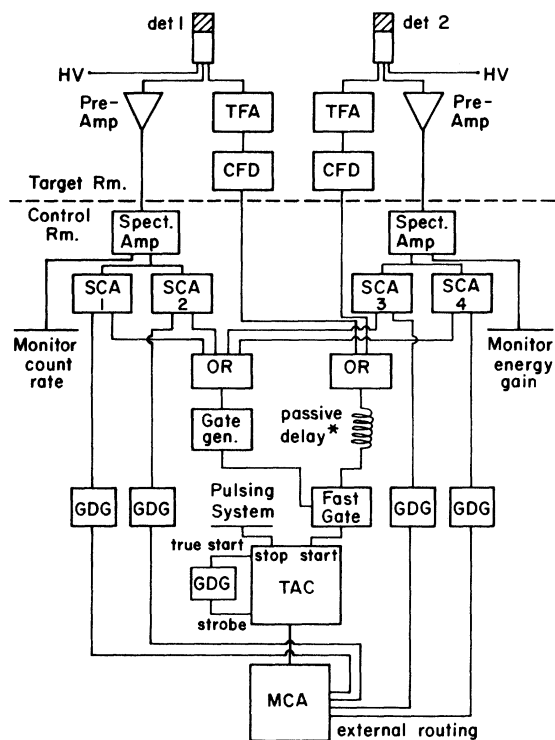 det 1
det 2
HV
HV
Pre-
Amp
TFA
TFA
Pre-
Amp
CFD
CFD
Target Rm.
Control
Rm.
Spect.
Amp
Spect.
Amp
SCA
1
SCA
2
SCA
3
SCA
4
Monitor
count
rate
OR
OR
Monitor
energy
gain
Gate
gen.
passive
delay*
GDG
GDG
Pulsing
System
Fast
Gate
GDG
GDG
true start
stop start
GDG
TAC
strobe
MCA
external routing